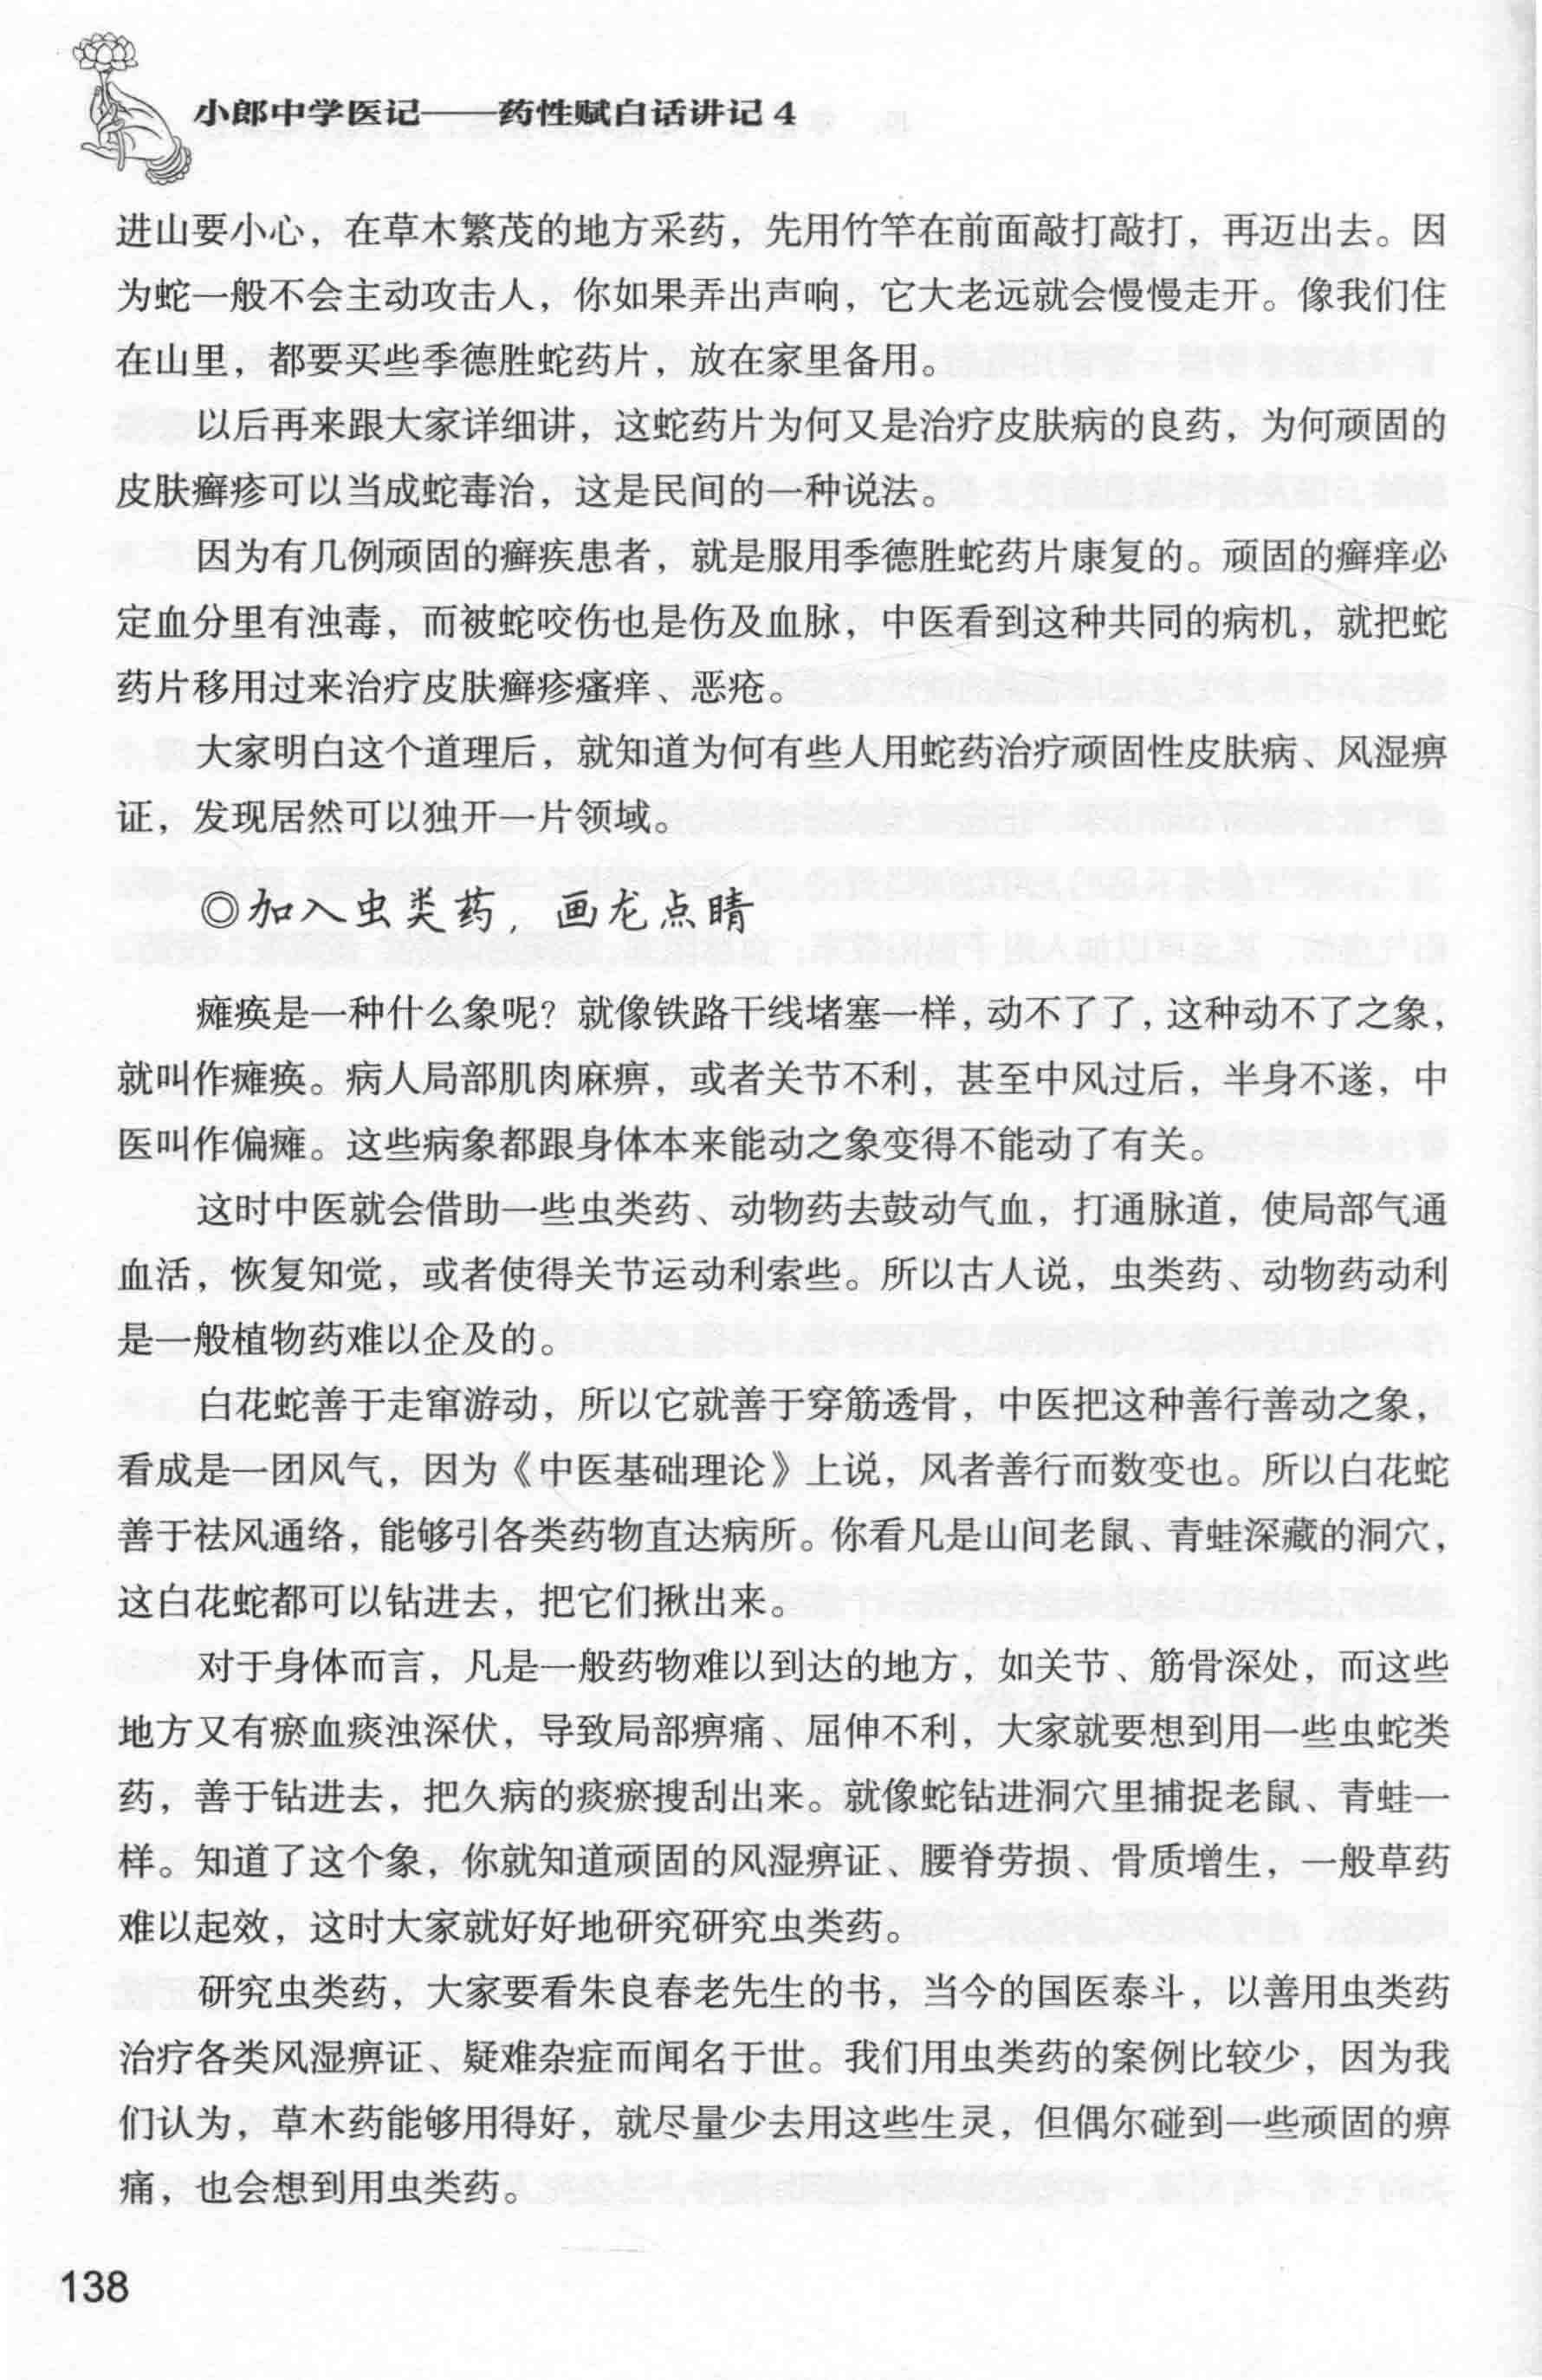 小郎中学医记——药性赋白话讲记4
进山要小心，在草木繁茂的地方采药，先用竹竿在前面敲打敲打，再迈出去。因
为蛇一般不会主动攻击人，你如果弄出声响，它大老远就会慢慢走开。像我们住
在山里，都要买些季德胜蛇药片，放在家里备用。
以后再来跟大家详细讲，这蛇药片为何又是治疗皮肤病的良药，为何顽固的
皮肤癣疹可以当成蛇毒治，这是民间的一种说法。
因为有几例顽固的癣疾患者，就是服用季德胜蛇药片康复的。顽固的癣痒必
定血分里有浊毒，而被蛇咬伤也是伤及血脉，中医看到这种共同的病机，就把蛇
药片移用过来治疗皮肤癣疹瘙痒、恶疮。
大家明白这个道理后，就知道为何有些人用蛇药治疗顽固性皮肤病、风湿痹
证，发现居然可以独开一片领域。
◎加入虫类药，画龙点睛
瘫痪是一种什么象呢？就像铁路干线堵塞一样，动不了了，这种动不了之象，
就叫作瘫痪。病人局部肌肉麻痹，或者关节不利，甚至中风过后，半身不遂，中
医叫作偏瘫。这些病象都跟身体本来能动之象变得不能动了有关。
这时中医就会借助一些虫类药、动物药去鼓动气血，打通脉道，使局部气通
血活，恢复知觉，或者使得关节运动利索些。所以古人说，虫类药、动物药动利
是一般植物药难以企及的。
白花蛇善于走窜游动，所以它就善于穿筋透骨，中医把这种善行善动之象，
看成是一团风气，因为《中医基础理论》上说，风者善行而数变也。所以白花蛇
善于祛风通络，能够引各类药物直达病所。你看凡是山间老鼠、青蛙深藏的洞穴，
这白花蛇都可以钻进去，把它们揪出来。
对于身体而言，凡是一般药物难以到达的地方，如关节、筋骨深处，而这些
地方又有瘀血痰浊深伏，导致局部痹痛、屈伸不利，大家就要想到用一些虫蛇类
药，善于钻进去，把久病的痰瘀搜刮出来。就像蛇钻进洞穴里捕捉老鼠、青蛙一
样。知道了这个象，你就知道顽固的风湿痹证、腰脊劳损、骨质增生，一般草药
难以起效，这时大家就好好地研究研究虫类药。
研究虫类药，大家要看朱良春老先生的书，当今的国医泰斗，以善用虫类药
治疗各类风湿痹证、疑难杂症而闻名于世。我们用虫类药的案例比较少，因为我
们认为，草木药能够用得好，就尽量少去用这些生灵，但偶尔碰到一些顽固的痹
痛，也会想到用虫类药。
138